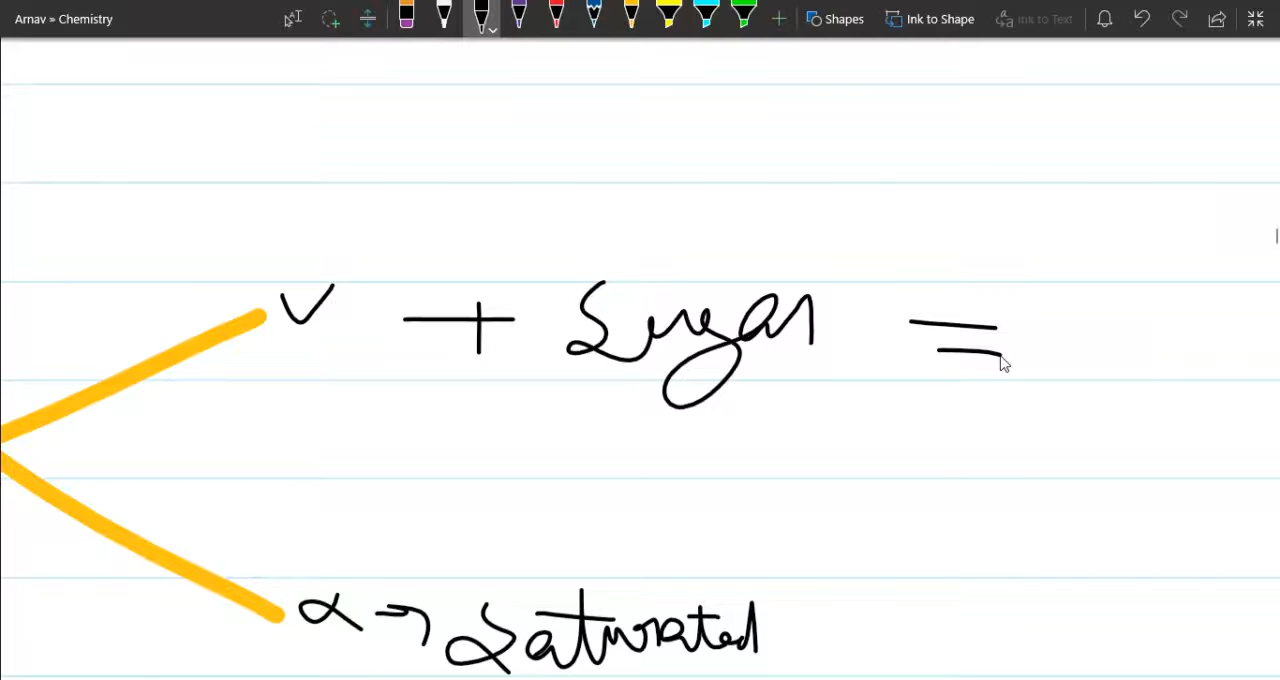 Arnav » Chemistry
Shapes Ink to Shape Ink to Text
✓ + Sugar =
x → Saturated